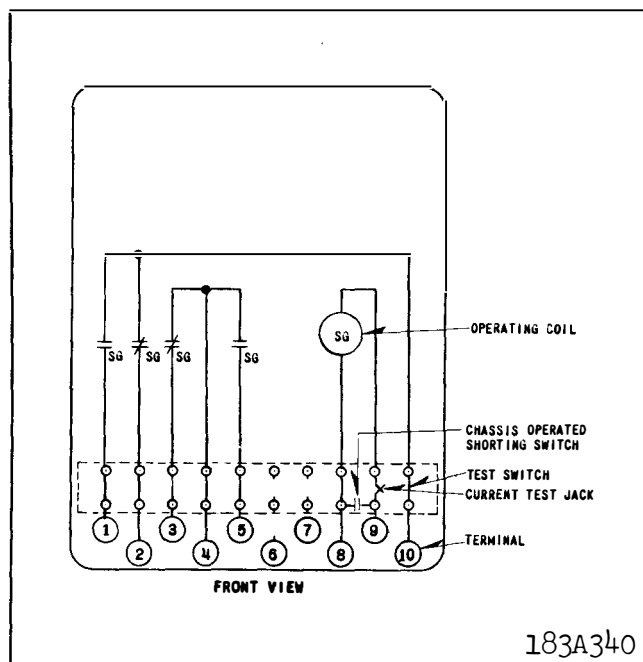 SG SG SG SG
SG
OPERATING COIL
CHASSIS OPERATED
SHORTING SWITCH
TEST SWITCH
CURRENT TEST JACK
1 2 3 4 5 6 7 8 9 10
TERMINAL
FRONT VIEW
183A340